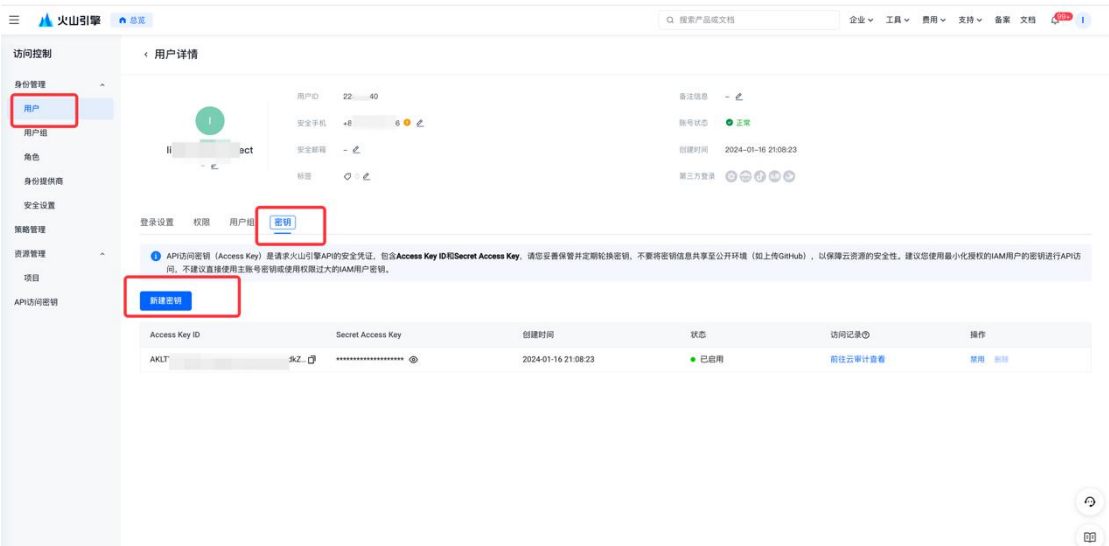 火山引擎
总览
搜索产品或文档
企业
工具
费用
支持
备案
文档
99+
I
访问控制
身份管理
用户
用户组
角色
身份提供商
安全设置
策略管理
资源管理
项目
API访问密钥
用户详情
I
li ect
-
用户ID 22 40
安全手机 +8 6
安全邮箱 -
标签 0
备注信息 -
账号状态 正常
创建时间 2024-01-16 21:08:23
第三方登录
登录设置 权限 用户组 密钥
API访问密钥（Access Key）是请求火山引擎API的安全凭证，包含Access Key ID和Secret Access Key，请您妥善保管并定期轮换密钥，不要将密钥信息共享至公开环境（如上传GitHub），以保障云资源的安全性。建议您使用最小化授权的IAM用户的密钥进行API访
问，不建议直接使用主账号密钥或使用权限过大的IAM用户密钥。
新建密钥
Access Key ID Secret Access Key 创建时间 状态 访问记录 操作
AKLT dkZ... ******************** 2024-01-16 21:08:23 已启用 前往云审计查看 禁用 删除